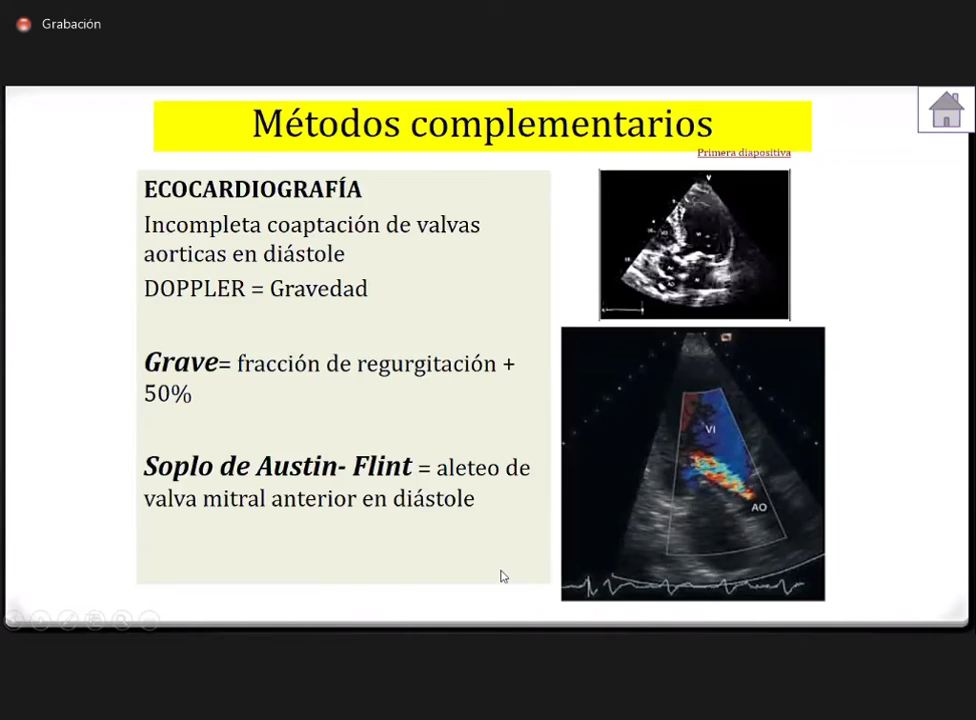 Grabación
Métodos complementarios
Primera diapositiva
ECOCARDIOGRAFÍA
Incompleta coaptación de valvas
aorticas en diástole
DOPPLER = Gravedad
Grave= fracción de regurgitación +
50%
Soplo de Austin- Flint = aleteo de
valva mitral anterior en diástole
V
VI
AO